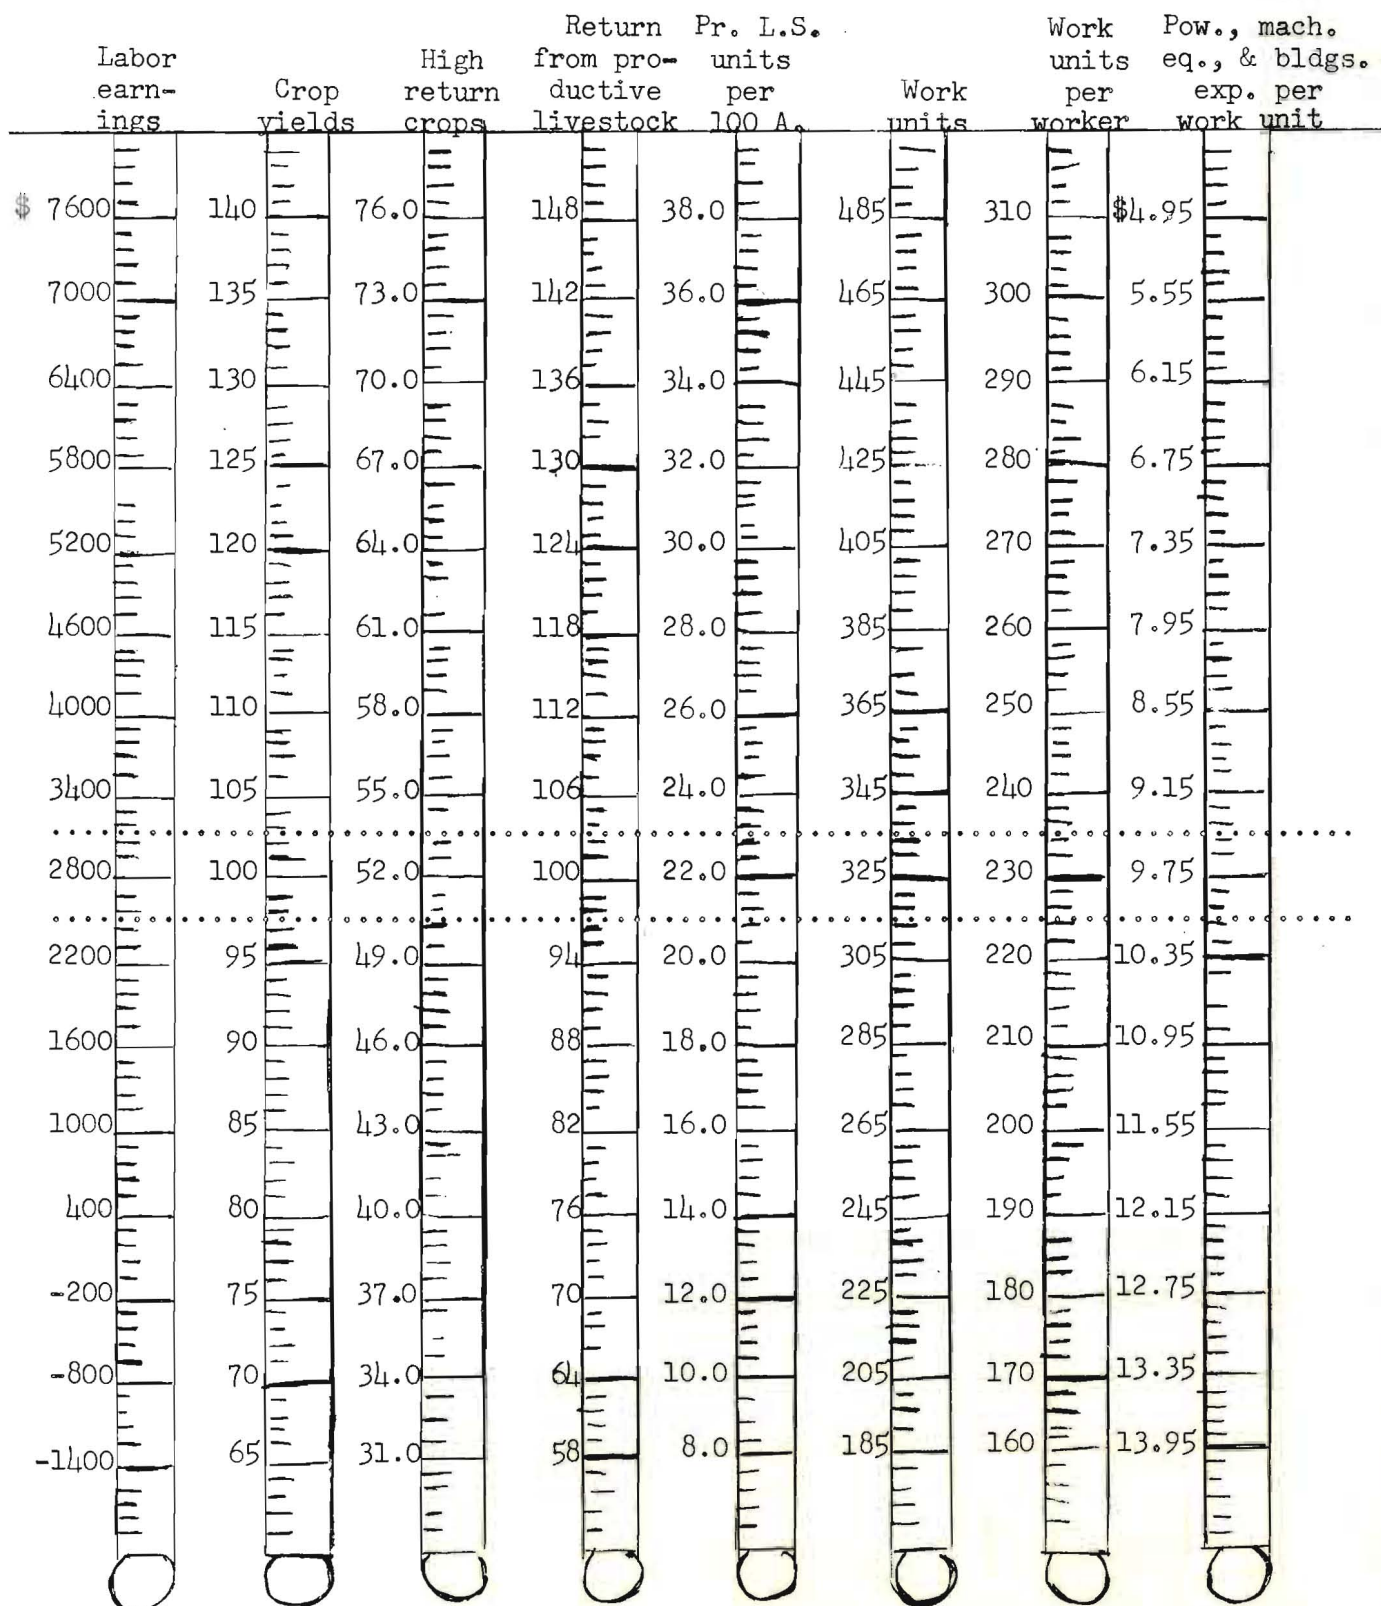 Return Pr. L.S. Work Pow., mach.
Labor High from pro- units units eq., & bldgs.
earn- Crop return ductive per Work per exp. per
ings yields crops livestock 100 A. units worker work unit
$ 7600 140 76.0 148 38.0 485 310 $4.95
7000 135 73.0 142 36.0 465 300 5.55
6400 130 70.0 136 34.0 445 290 6.15
5800 125 67.0 130 32.0 425 280 6.75
5200 120 64.0 124 30.0 405 270 7.35
4600 115 61.0 118 28.0 385 260 7.95
4000 110 58.0 112 26.0 365 250 8.55
3400 105 55.0 106 24.0 345 240 9.15
2800 100 52.0 100 22.0 325 230 9.75
2200 95 49.0 94 20.0 305 220 10.35
1600 90 46.0 88 18.0 285 210 10.95
1000 85 43.0 82 16.0 265 200 11.55
400 80 40.0 76 14.0 245 190 12.15
-200 75 37.0 70 12.0 225 180 12.75
-800 70 34.0 64 10.0 205 170 13.35
-1400 65 31.0 58 8.0 185 160 13.95